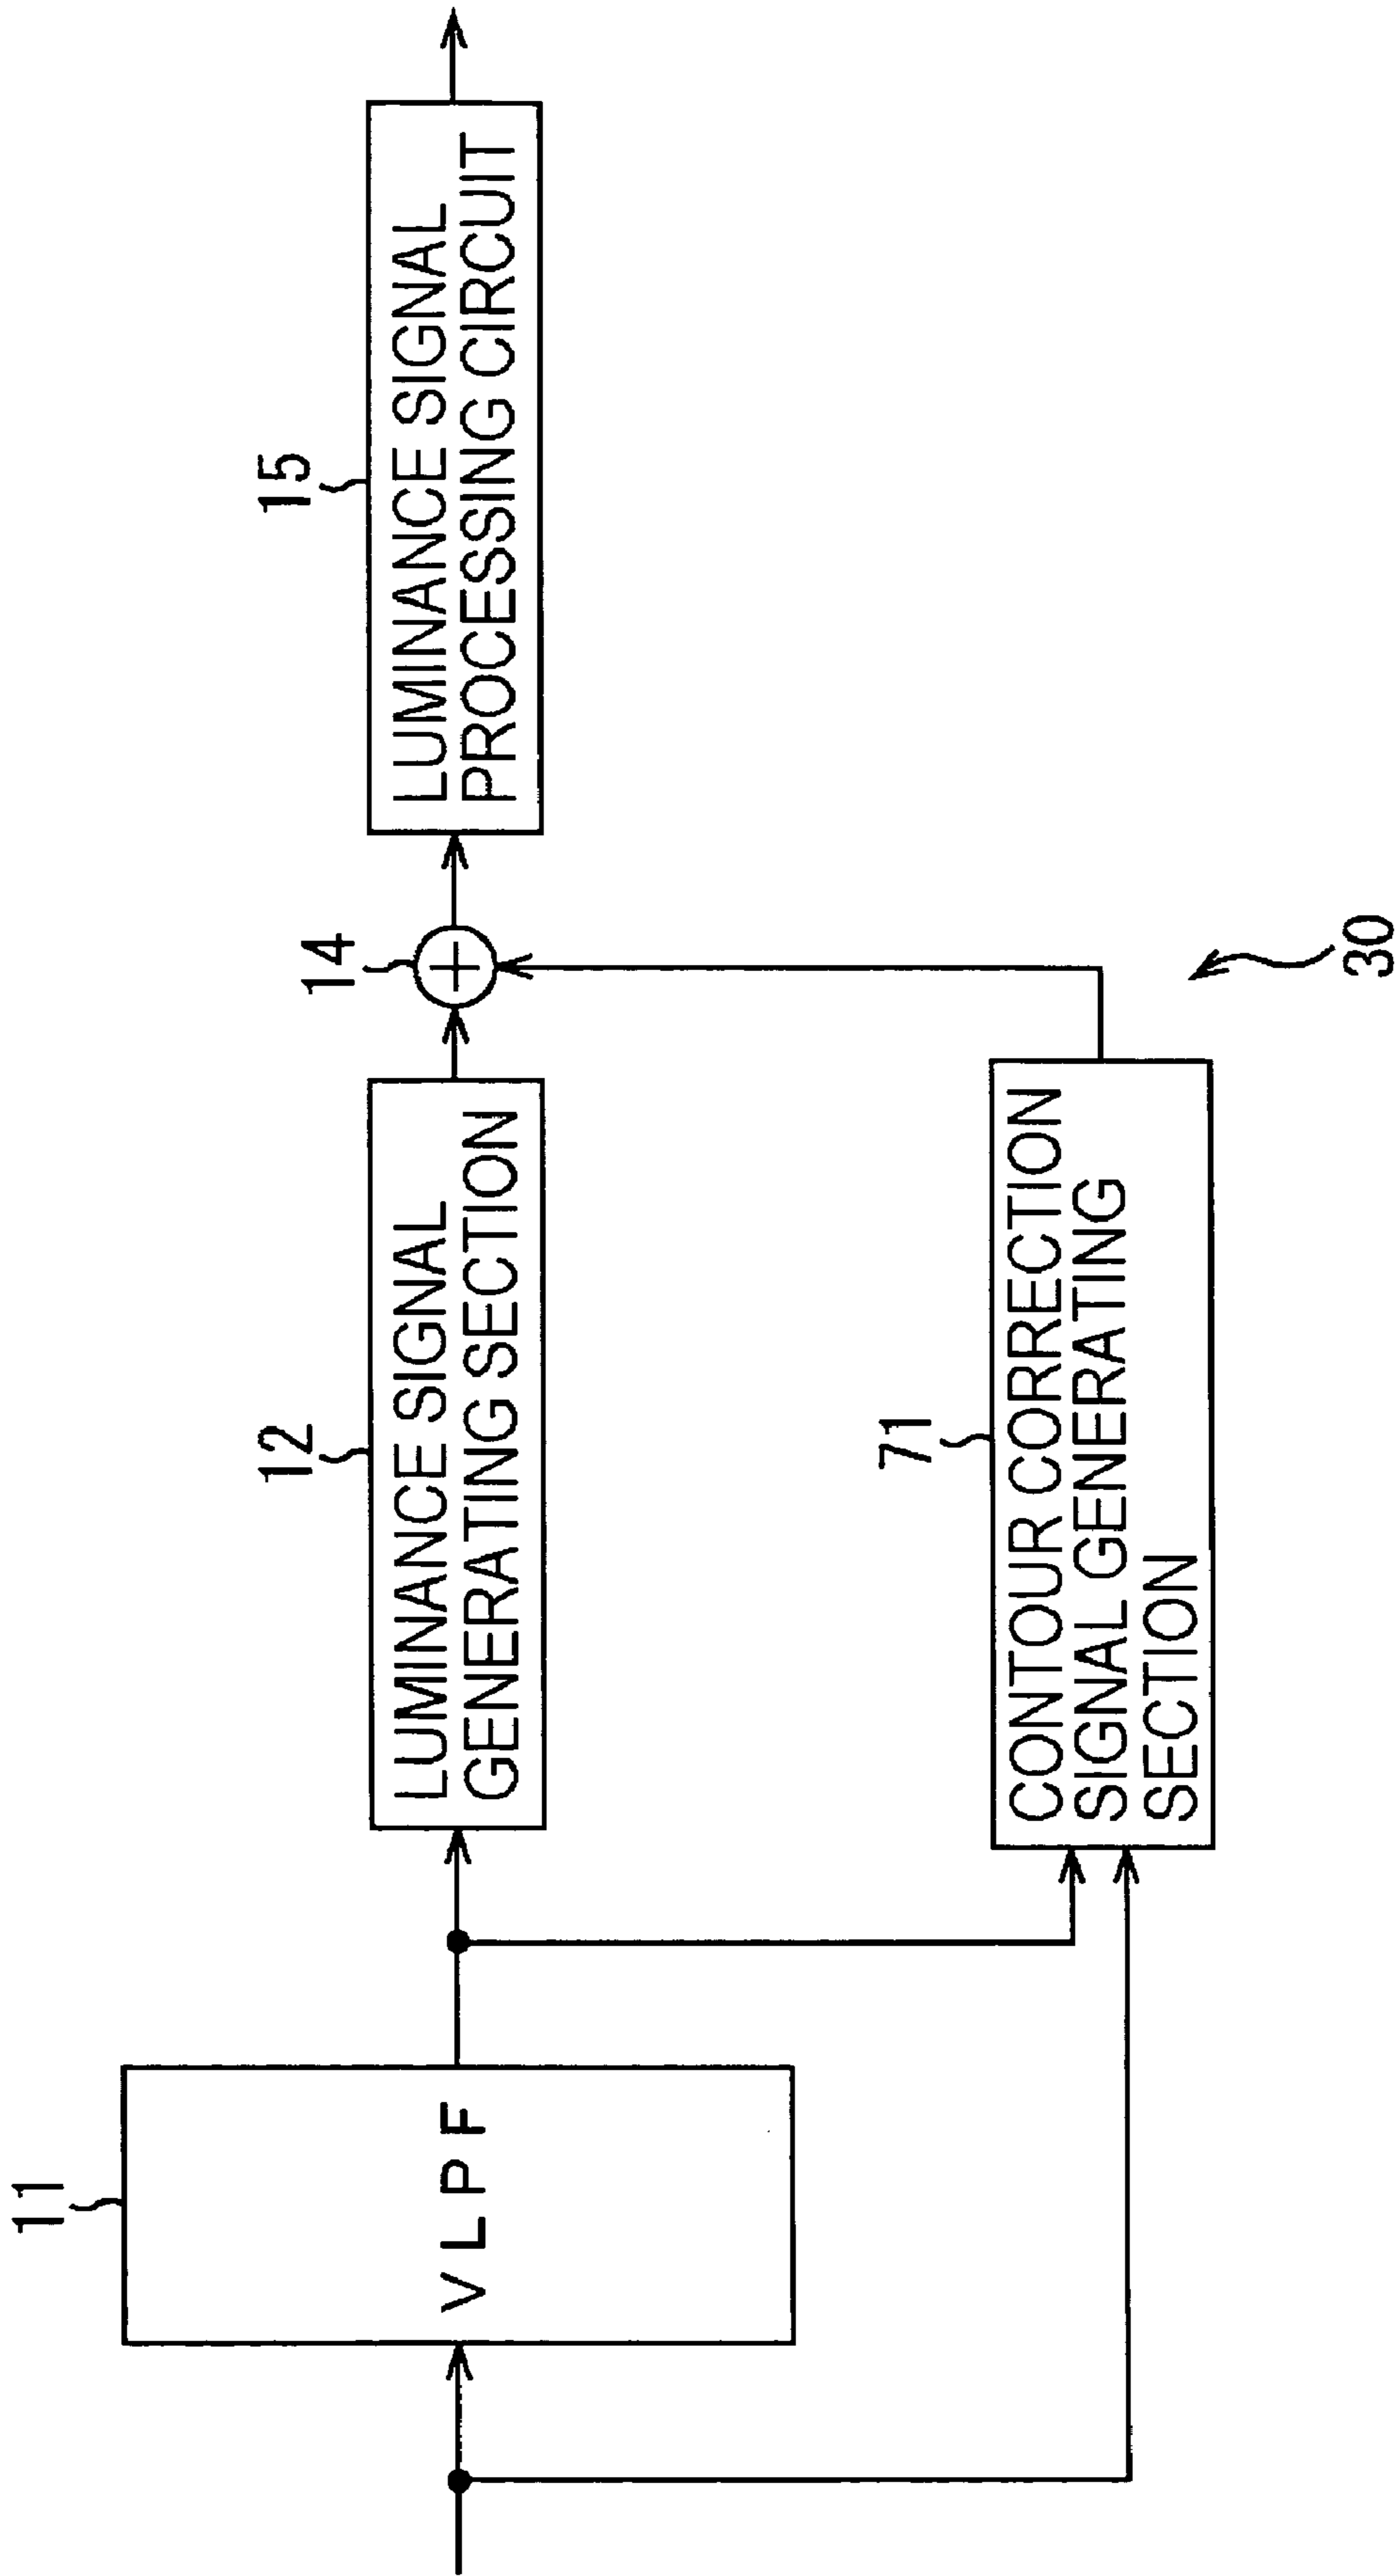 11
VLPF
12
LUMINANCE SIGNAL
GENERATING SECTION
14
15
LUMINANCE SIGNAL
PROCESSING CIRCUIT
71
CONTOUR CORRECTION
SIGNAL GENERATING
SECTION
30